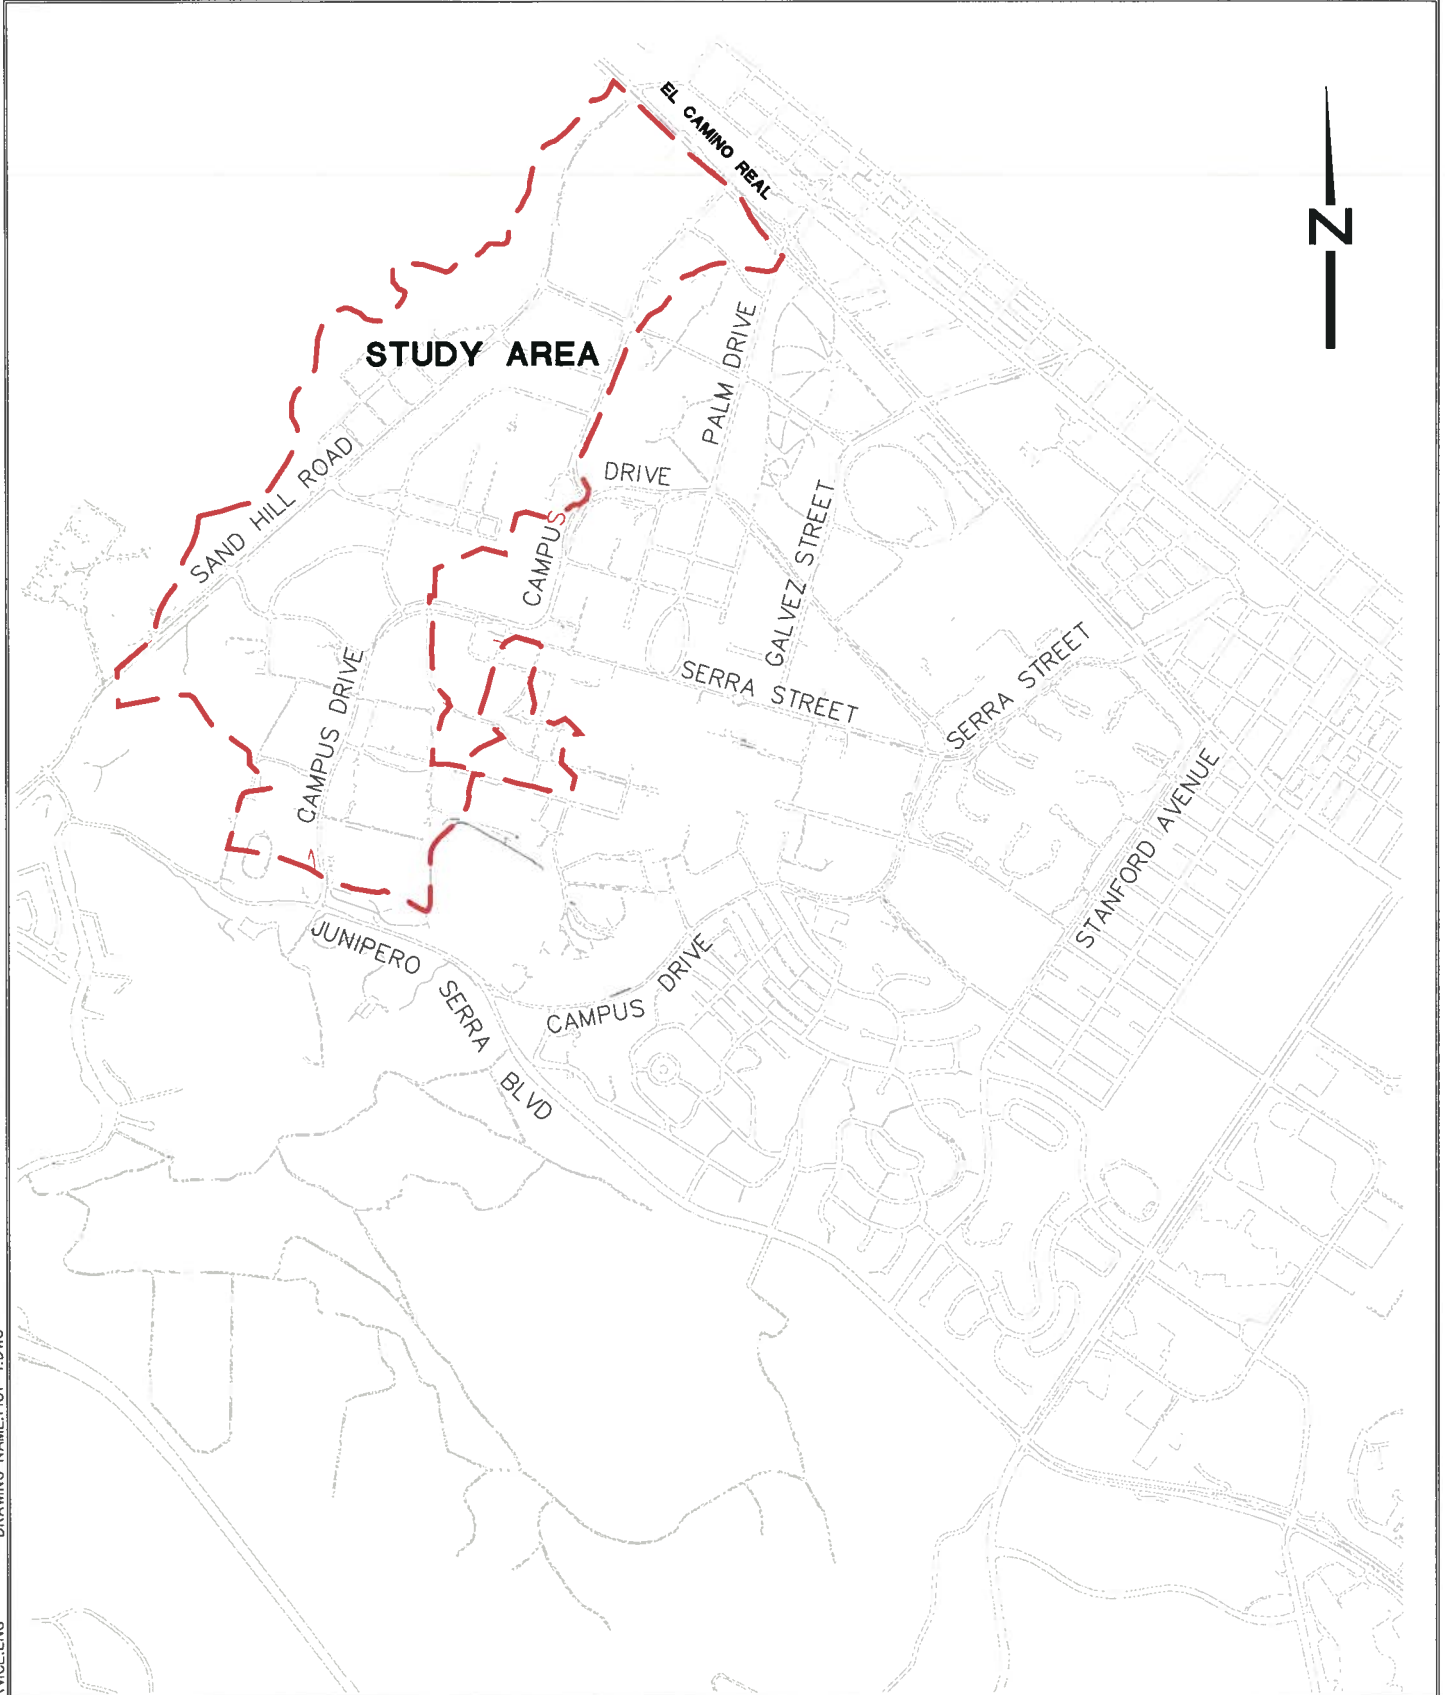 EL CAMINO REAL
N
STUDY AREA
PALM DRIVE
SAND HILL ROAD
DRIVE
CAMPUS
GALVEZ STREET
SERRA STREET
SERRA STREET
CAMPUS DRIVE
STANFORD AVENUE
JUNIPERO
SERRA
BLVD
CAMPUS
DRIVE